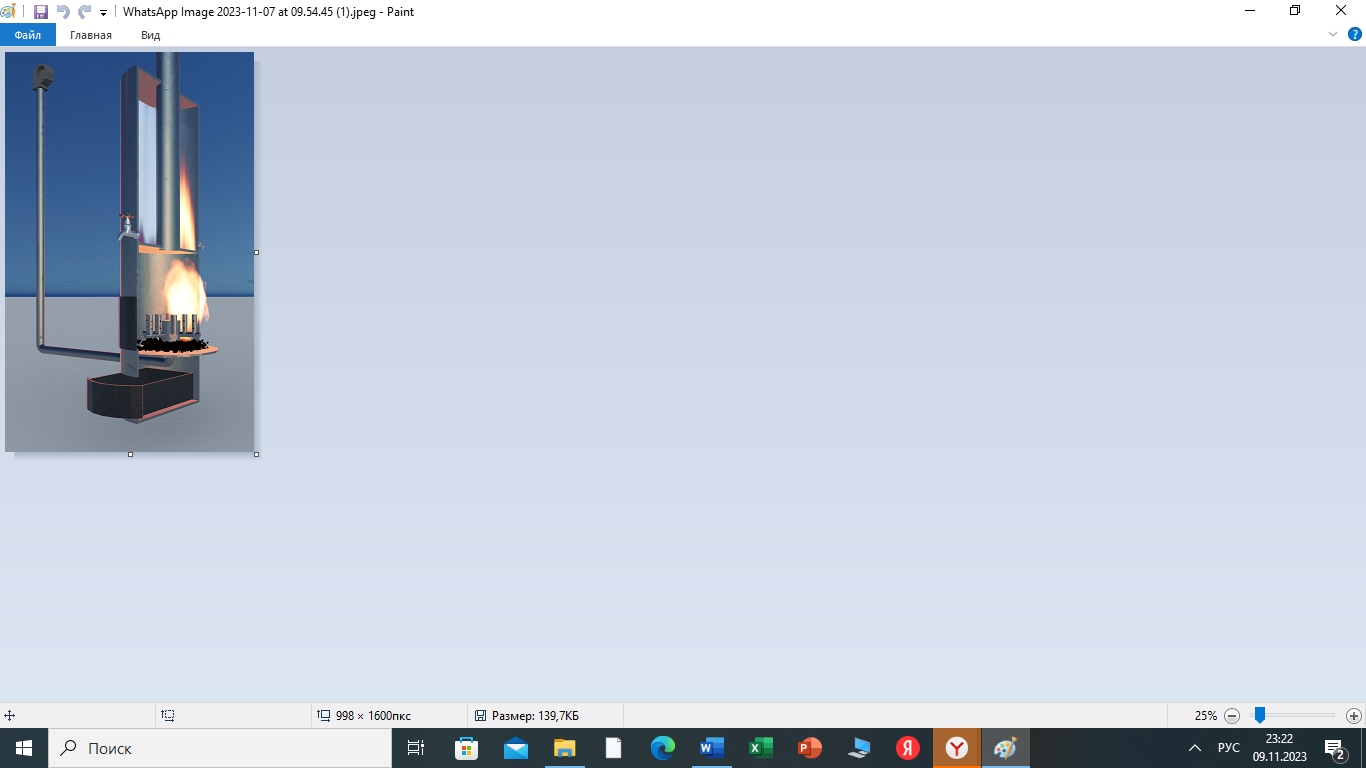 WhatsApp Image 2023-11-07 at 09.54.45 (1).jpeg - Paint
Файл Главная Вид
998 × 1600пкс
Размер: 139,7КБ
25%
Поиск
РУС
23:22
09.11.2023
2